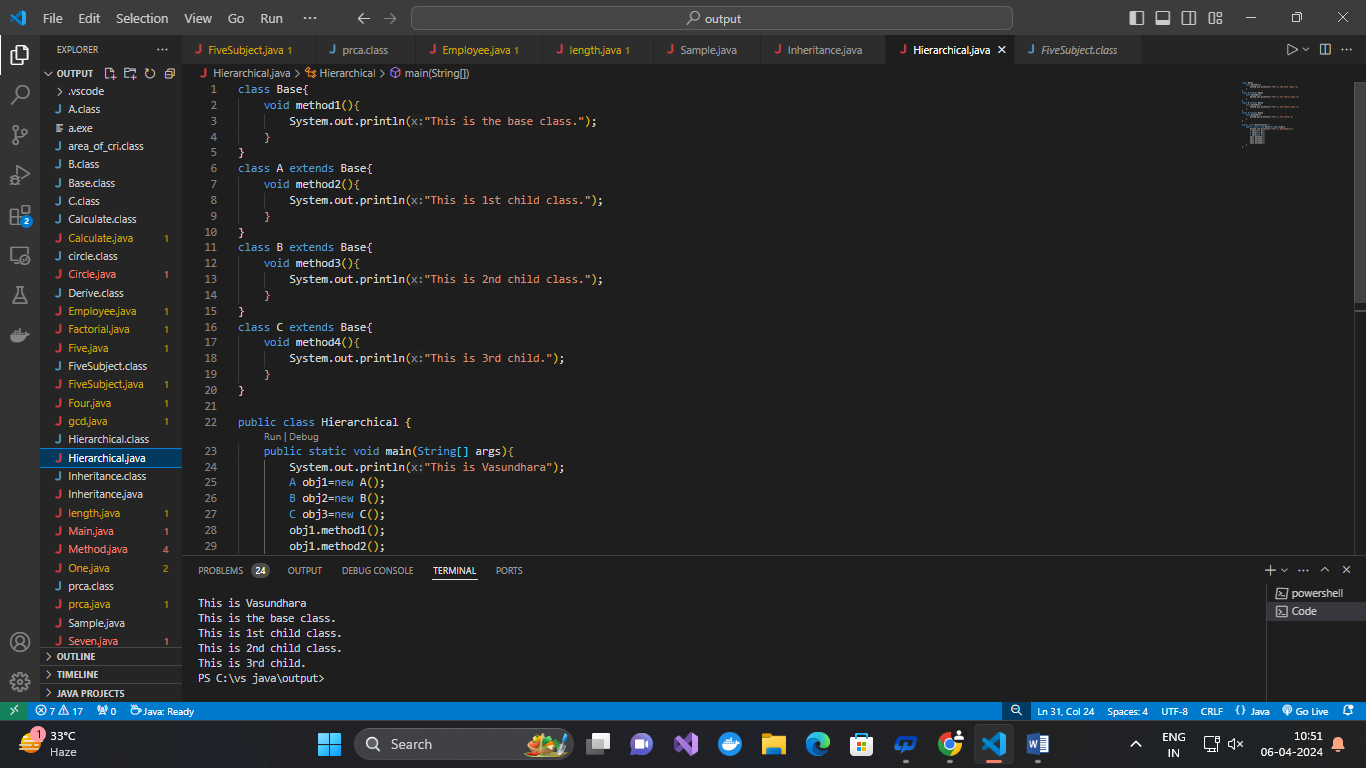 File Edit Selection View Go Run ··· output
EXPLORER ···
OUTPUT
.vscode
A.class
a.exe
area_of_cri.class
B.class
Base.class
C.class
Calculate.class
Calculate.java 1
circle.class
Circle.java 1
Derive.class
Employee.java 1
Factorial.java 1
Five.java 1
FiveSubject.class
FiveSubject.java 1
Four.java 1
gcd.java 1
Hierarchical.class
Hierarchical.java
Inheritance.class
Inheritance.java
length.java 1
Main.java 1
Method.java 4
One.java 2
prca.class
prca.java 1
Sample.java
Seven.java 1
OUTLINE
TIMELINE
JAVA PROJECTS
2
FiveSubject.java 1 prca.class Employee.java 1 length.java 1 Sample.java Inheritance.java Hierarchical.java FiveSubject.class
Hierarchical.java > Hierarchical > main(String[])
1 class Base{
2 void method1(){
3 System.out.println(x:"This is the base class.");
4 }
5 }
6 class A extends Base{
7 void method2(){
8 System.out.println(x:"This is 1st child class.");
9 }
10 }
11 class B extends Base{
12 void method3(){
13 System.out.println(x:"This is 2nd child class.");
14 }
15 }
16 class C extends Base{
17 void method4(){
18 System.out.println(x:"This is 3rd child.");
19 }
20 }
21
22 public class Hierarchical {
Run | Debug
23 public static void main(String[] args){
24 System.out.println(x:"This is Vasundhara");
25 A obj1=new A();
26 B obj2=new B();
27 C obj3=new C();
28 obj1.method1();
29 obj1.method2();
PROBLEMS 24 OUTPUT DEBUG CONSOLE TERMINAL PORTS
This is Vasundhara
This is the base class.
This is 1st child class.
This is 2nd child class.
This is 3rd child.
PS C:\vs java\output>
powershell
Code
7 17 0 Java: Ready Ln 31, Col 24 Spaces: 4 UTF-8 CRLF {} Java Go Live
1 33°C
Haze
Search
ENG
IN
10:51
06-04-2024